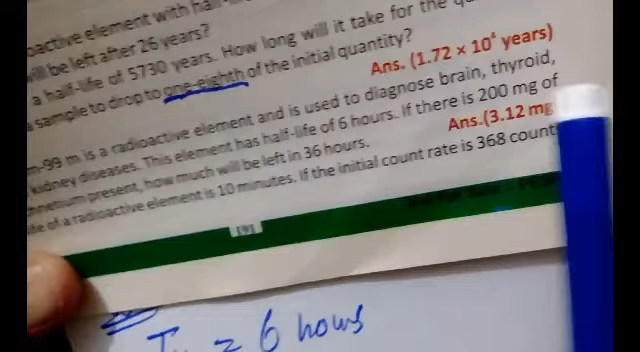 active element with half-
ill be left after 26 years?
a half-life of 5730 years. How long will it take for the
sample to drop to one-eighth of the initial quantity?
Ans. (1.72 × 10⁴ years)
-99 m is a radioactive element and is used to diagnose brain, thyroid,
kidney diseases. This element has half-life of 6 hours. If there is 200 mg of
present, how much will be left in 36 hours.
Ans.(3.12 mg
of a radioactive element is 10 minutes. If the initial count rate is 368 count
191
= 6 hours